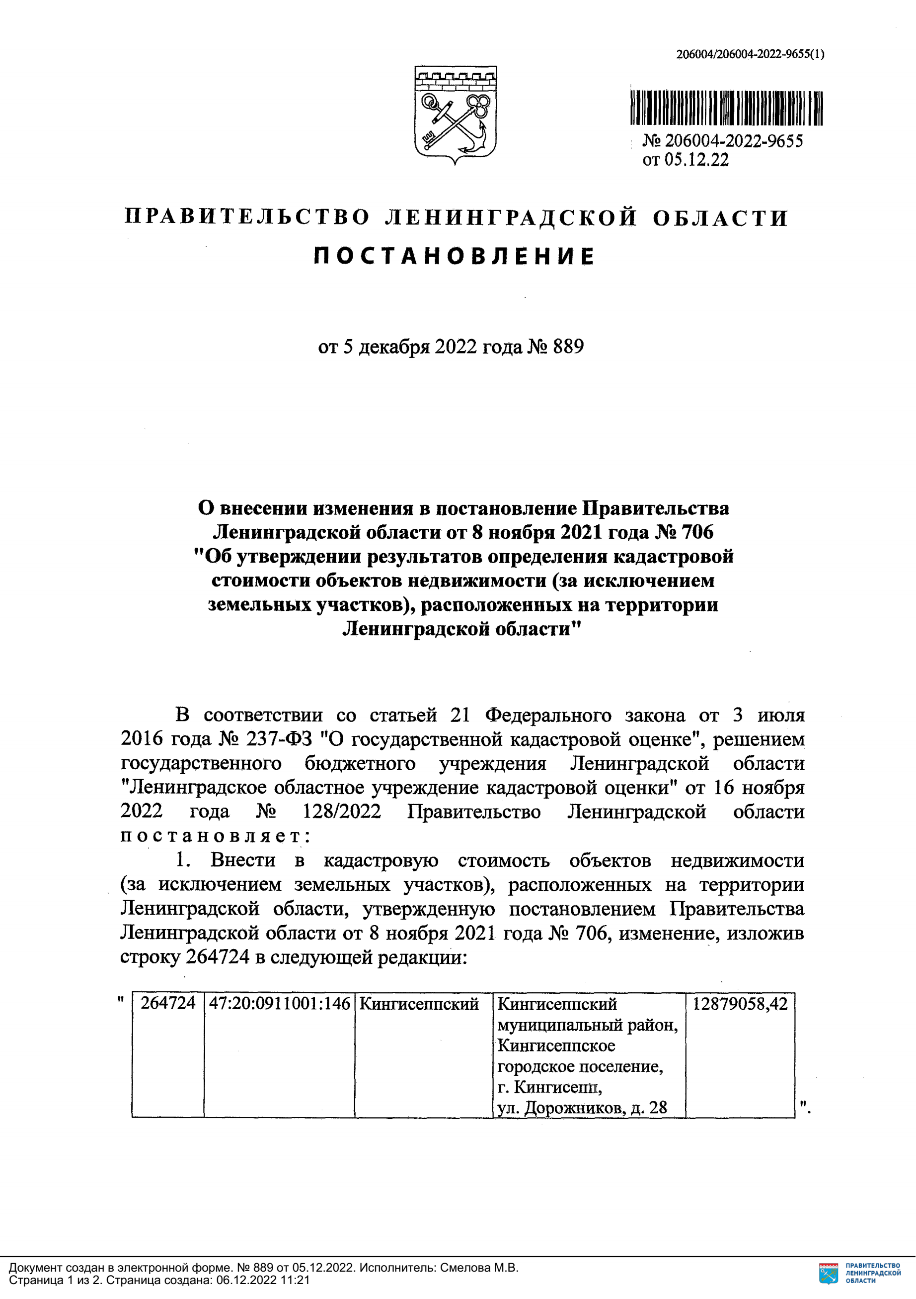 206004/206004-2022-9655(1)
№ 206004-2022-9655
от 05.12.22
ПРАВИТЕЛЬСТВО ЛЕНИНГРАДСКОЙ ОБЛАСТИ
ПОСТАНОВЛЕНИЕ
от 5 декабря 2022 года № 889
О внесении изменения в постановление Правительства
Ленинградской области от 8 ноября 2021 года № 706
"Об утверждении результатов определения кадастровой
стоимости объектов недвижимости (за исключением
земельных участков), расположенных на территории
Ленинградской области"
В соответствии со статьей 21 Федерального закона от 3 июля
2016 года № 237-ФЗ "О государственной кадастровой оценке", решением
государственного бюджетного учреждения Ленинградской области
"Ленинградское областное учреждение кадастровой оценки" от 16 ноября
2022 года № 128/2022 Правительство Ленинградской области
постановляет:
1. Внести в кадастровую стоимость объектов недвижимости
(за исключением земельных участков), расположенных на территории
Ленинградской области, утвержденную постановлением Правительства
Ленинградской области от 8 ноября 2021 года № 706, изменение, изложив
строку 264724 в следующей редакции:
" 264724 47:20:0911001:146 Кингисеппский Кингисеппский 12879058,42
муниципальный район,
Кингисеппское
городское поселение,
г. Кингисепп,
ул. Дорожников, д. 28 ".
Документ создан в электронной форме. № 889 от 05.12.2022. Исполнитель: Смелова М.В.
Страница 1 из 2. Страница создана: 06.12.2022 11:21
ПРАВИТЕЛЬСТВО
ЛЕНИНГРАДСКОЙ
ОБЛАСТИ